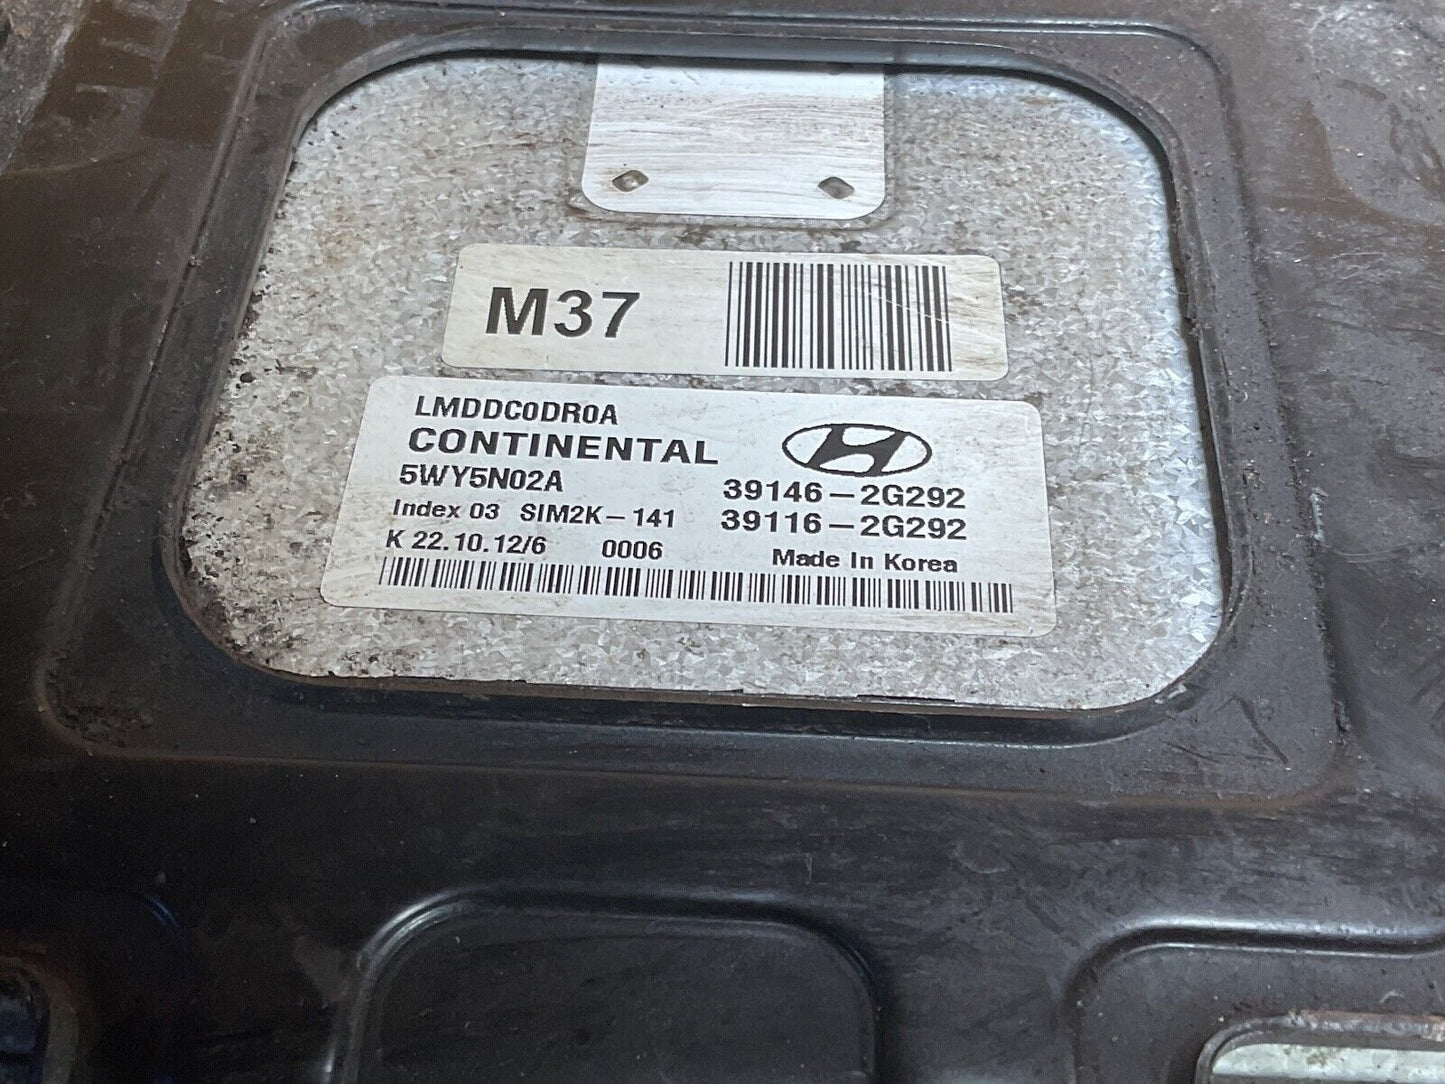 M37
LMDDC0DR0A
CONTINENTAL
5WY5N02A 39146-2G292
Index 03 SIM2K-141 39116-2G292
K 22.10.12/6 0006 Made In Korea